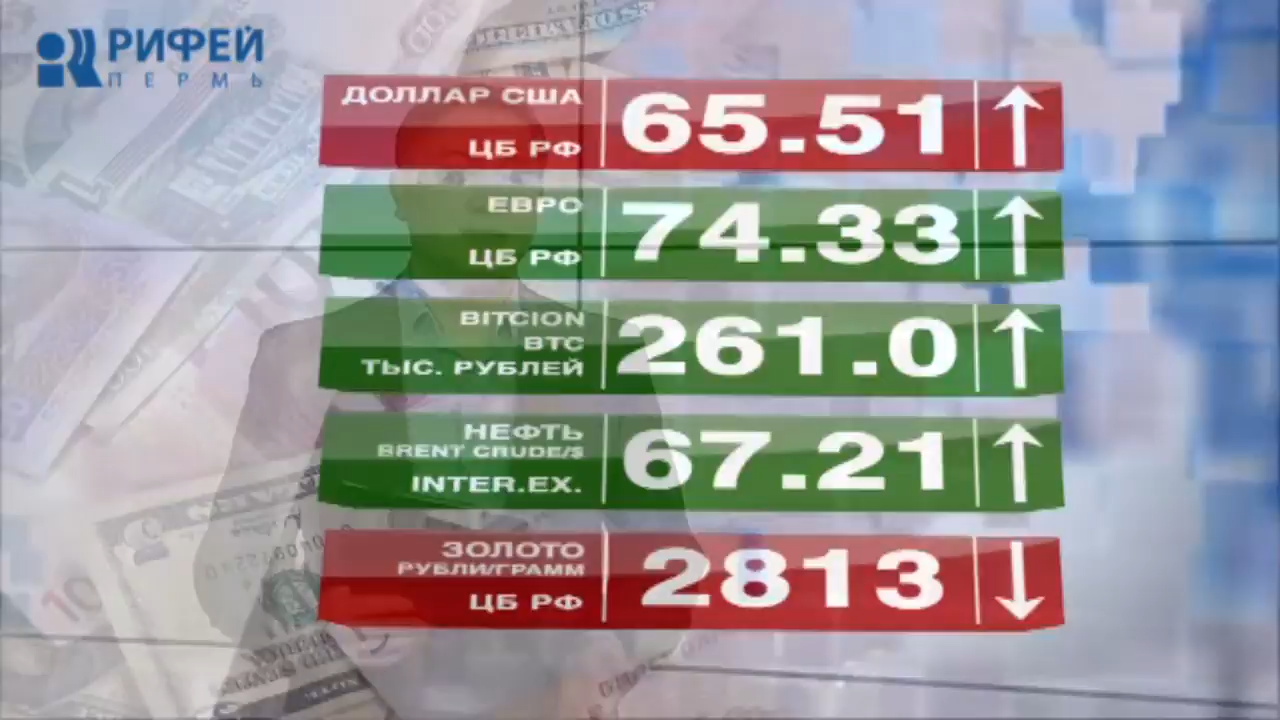 РИФЕЙ
ПЕРМЬ
ДОЛЛАР США
ЦБ РФ
65.51
ЕВРО
ЦБ РФ
74.33
BITCION
BTC
ТЫС. РУБЛЕЙ
261.0
НЕФТЬ
BRENT CRUDE/$
INTER.EX.
67.21
ЗОЛОТО
РУБЛИ/ГРАММ
ЦБ РФ
2813